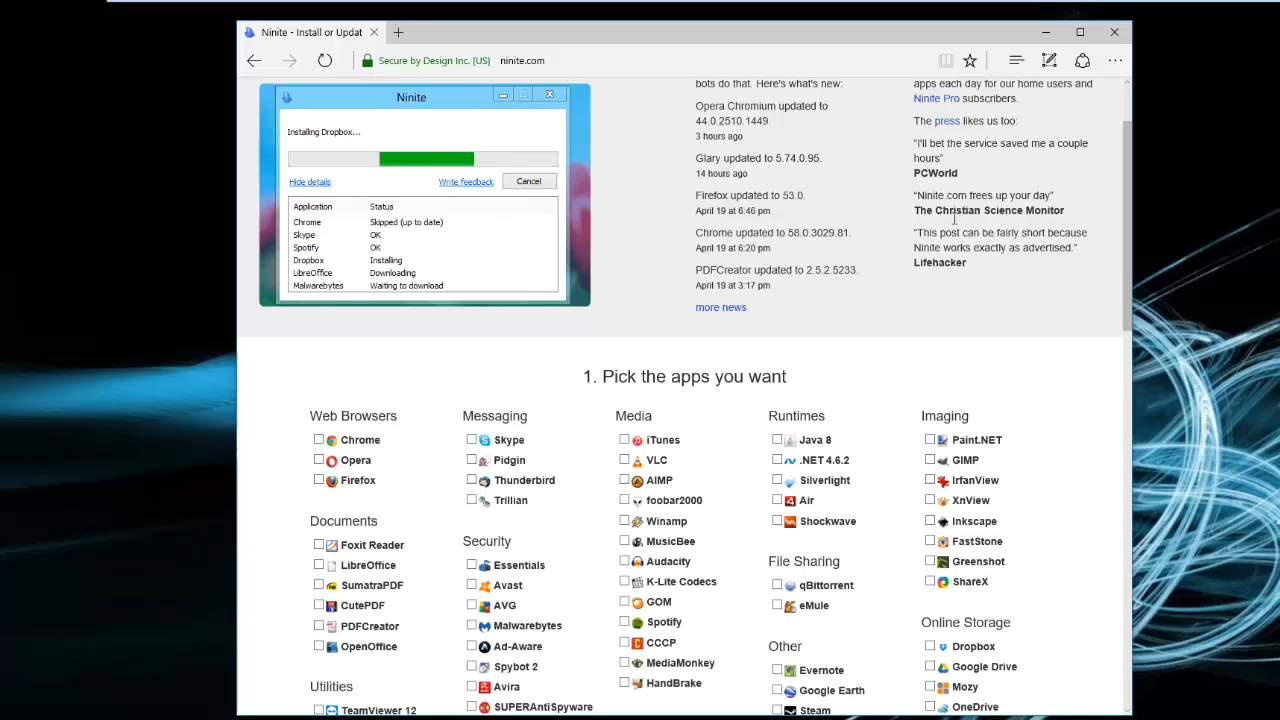 Ninite - Install or Updat
Secure by Design Inc. [US]
ninite.com
Ninite
Installing Dropbox...
Hide details
Write feedback
Cancel
Application Status
Chrome Skipped (up to date)
Skype OK
Spotify OK
Dropbox Installing
LibreOffice Downloading
Malwarebytes Waiting to download
bots do that. Here's what's new:
Opera Chromium updated to
44.0.2510.1449.
3 hours ago
Glary updated to 5.74.0.95.
14 hours ago
Firefox updated to 53.0.
April 19 at 6:46 pm
Chrome updated to 58.0.3029.81.
April 19 at 6:20 pm
PDFCreator updated to 2.5.2.5233.
April 19 at 3:17 pm
more news
apps each day for our home users and
Ninite Pro subscribers.
The press likes us too:
“I'll bet the service saved me a couple
hours”
PCWorld
“Ninite.com frees up your day”
The Christian Science Monitor
“This post can be fairly short because
Ninite works exactly as advertised.”
Lifehacker
1. Pick the apps you want
Web Browsers
Chrome
Opera
Firefox
Documents
Foxit Reader
LibreOffice
SumatraPDF
CutePDF
PDFCreator
OpenOffice
Utilities
TeamViewer 12
Messaging
Skype
Pidgin
Thunderbird
Trillian
Security
Essentials
Avast
AVG
Malwarebytes
Ad-Aware
Spybot 2
Avira
SUPERAntiSpyware
Media
iTunes
VLC
AIMP
foobar2000
Winamp
MusicBee
Audacity
K-Lite Codecs
GOM
Spotify
CCCP
MediaMonkey
HandBrake
Runtimes
Java 8
.NET 4.6.2
Silverlight
Air
Shockwave
File Sharing
qBittorrent
eMule
Other
Evernote
Google Earth
Steam
Imaging
Paint.NET
GIMP
IrfanView
XnView
Inkscape
FastStone
Greenshot
ShareX
Online Storage
Dropbox
Google Drive
Mozy
OneDrive